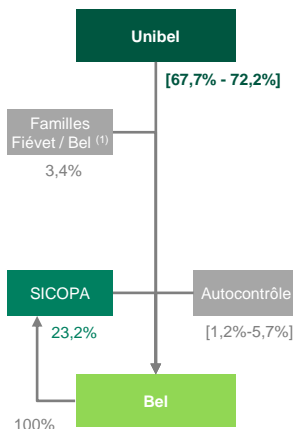 Unibel
[67,7% - 72,2%]
Familles
Fiévet / Bel (1)
3,4%
SICOPA
Autocontrôle
23,2%
[1,2%-5,7%]
Bel
100%